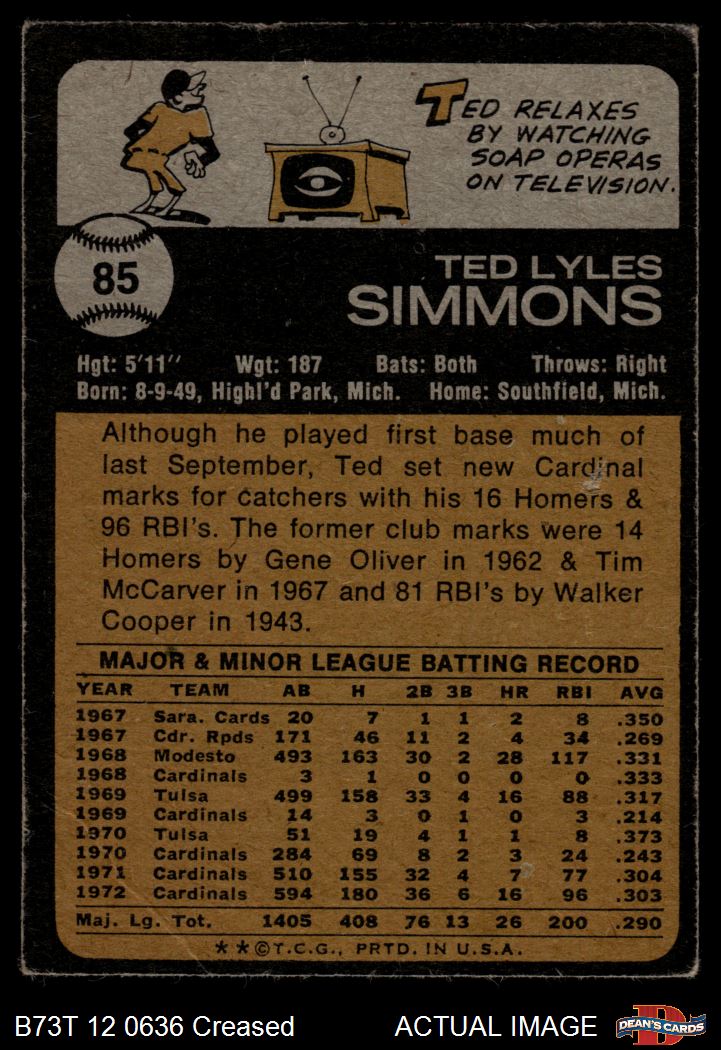 TED RELAXES
BY WATCHING
SOAP OPERAS
ON TELEVISION.
85
TED LYLES
SIMMONS
Hgt: 5'11" Wgt: 187 Bats: Both Throws: Right
Born: 8-9-49, Highl'd Park, Mich. Home: Southfield, Mich.
Although he played first base much of
last September, Ted set new Cardinal
marks for catchers with his 16 Homers &
96 RBI's. The former club marks were 14
Homers by Gene Oliver in 1962 & Tim
McCarver in 1967 and 81 RBI's by Walker
Cooper in 1943.
MAJOR & MINOR LEAGUE BATTING RECORD
YEAR TEAM AB H 2B 3B HR RBI AVG
1967 Sara. Cards 20 7 1 1 2 8 .350
1967 Cdr. Rpds 171 46 11 2 4 34 .269
1968 Modesto 493 163 30 2 28 117 .331
1968 Cardinals 3 1 0 0 0 0 .333
1969 Tulsa 499 158 33 4 16 88 .317
1969 Cardinals 14 3 0 1 0 3 .214
1970 Tulsa 51 19 4 1 1 8 .373
1970 Cardinals 284 69 8 2 3 24 .243
1971 Cardinals 510 155 32 4 7 77 .304
1972 Cardinals 594 180 36 6 16 96 .303
Maj. Lg. Tot. 1405 408 76 13 26 200 .290
**©T.C.G., PRTD. IN U.S.A.
B73T 12 0636 Creased ACTUAL IMAGE
D
DEAN'S CARDS